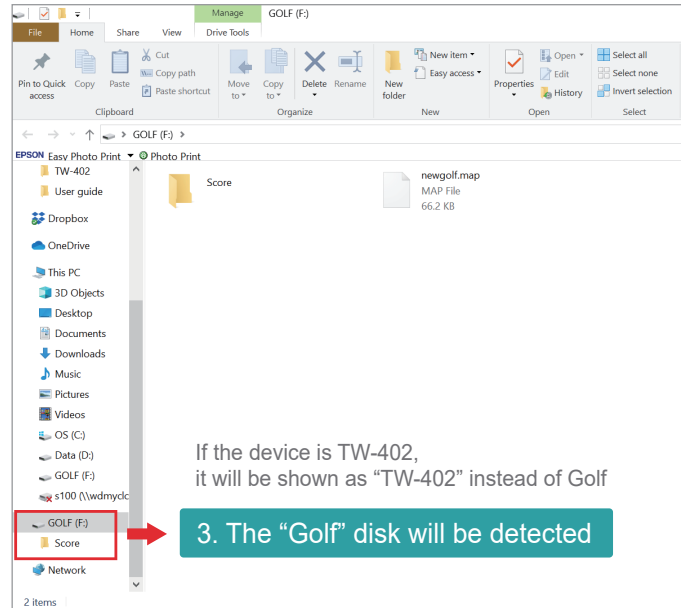 Manage
GOLF (F:)
File
Home
Share
View
Drive Tools
Pin to Quick access
Copy
Paste
Cut
Copy path
Paste shortcut
Clipboard
Move to
Copy to
Delete
Rename
Organize
New folder
New item
Easy access
New
Properties
Open
Edit
History
Open
Select all
Select none
Invert selection
Select
GOLF (F:)
EPSON Easy Photo Print
Photo Print
TW-402
User guide
Dropbox
OneDrive
This PC
3D Objects
Desktop
Documents
Downloads
Music
Pictures
Videos
OS (C:)
Data (D:)
GOLF (F:)
s100 (\\wdmyclc
GOLF (F:)
Score
Network
2 items
Score
newgolf.map
MAP File
66.2 KB
If the device is TW-402,
it will be shown as “TW-402” instead of Golf
3. The “Golf” disk will be detected